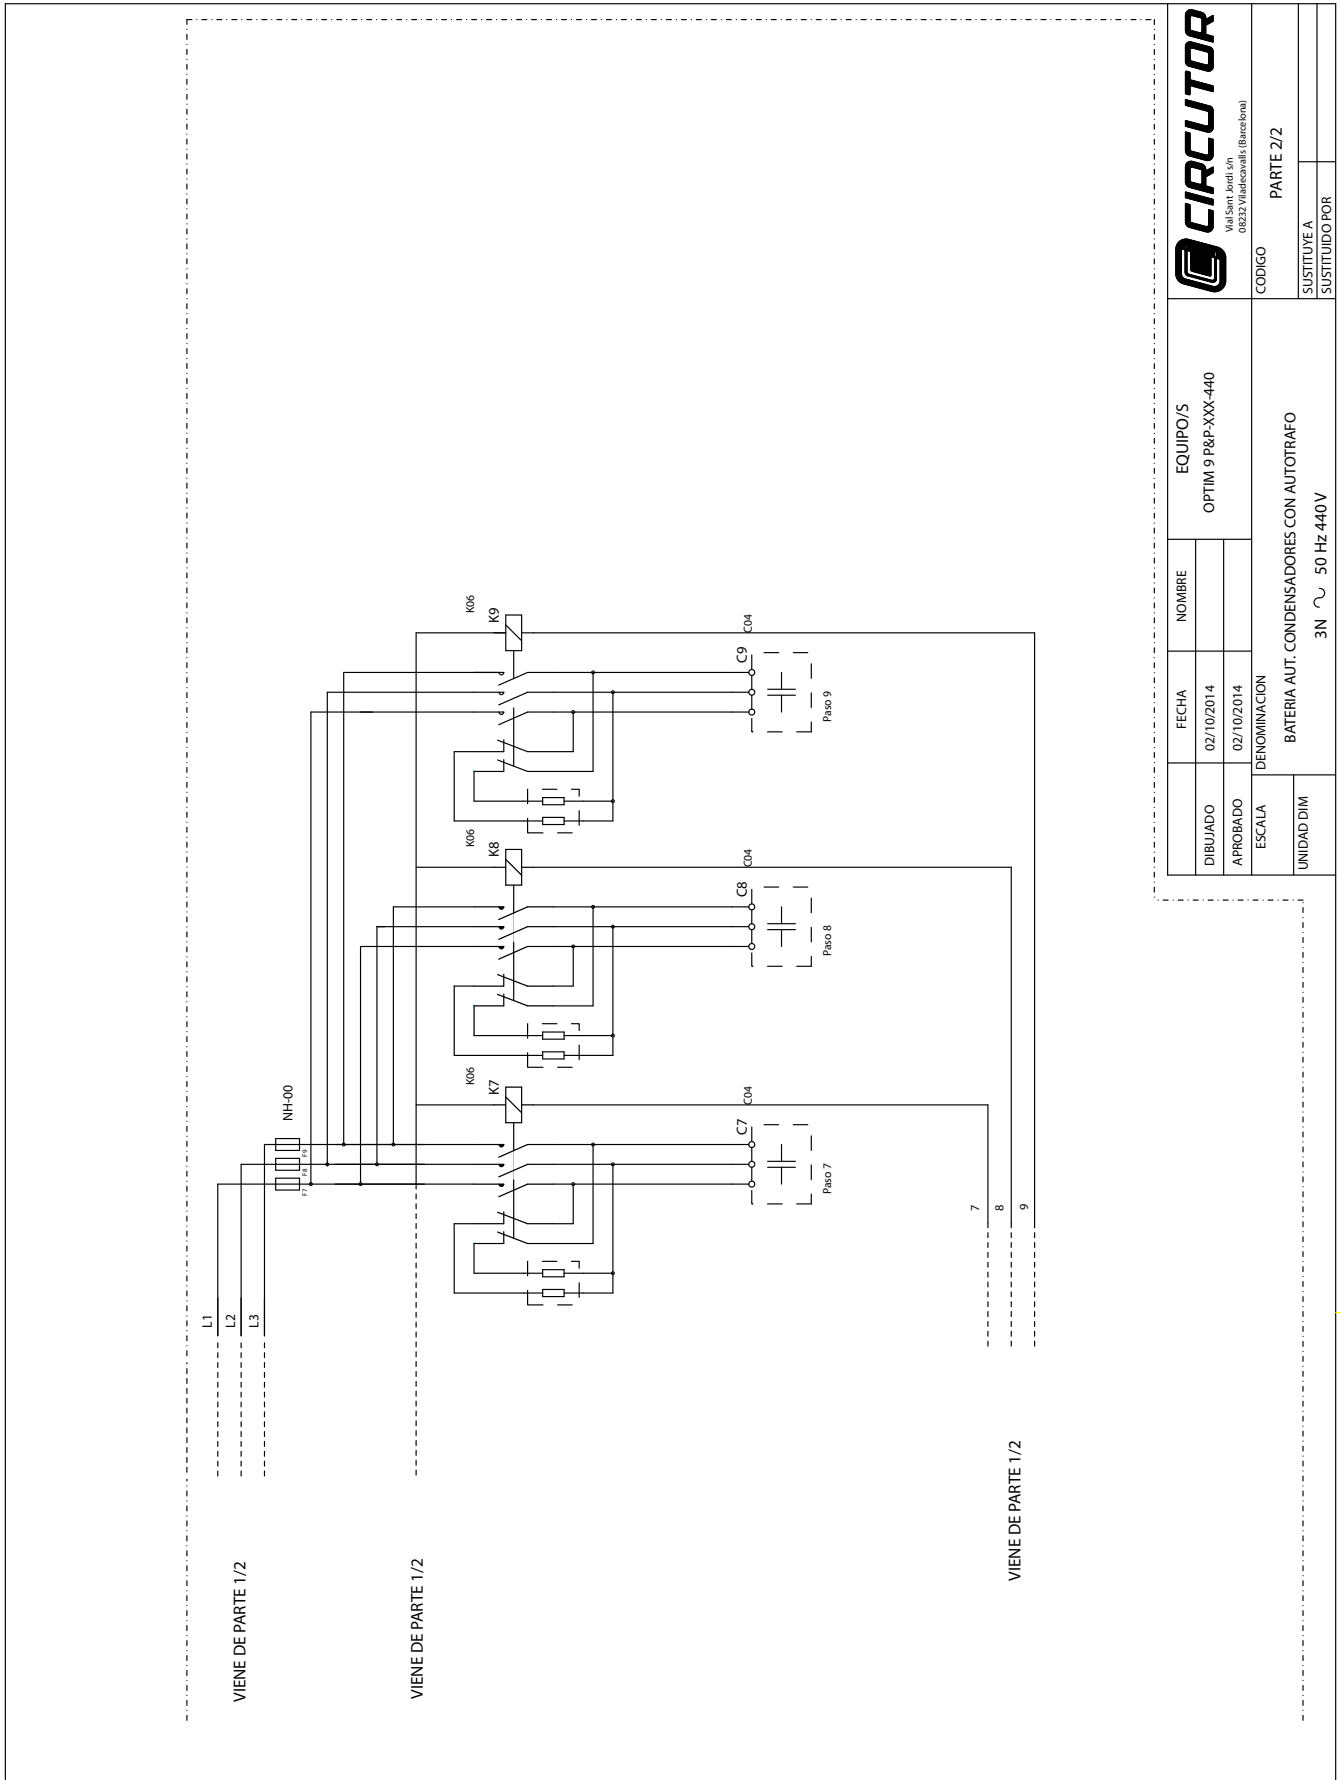 VIENE DE PARTE 1/2
L1
L2
L3
F7
F8
F9
NH-00
VIENE DE PARTE 1/2
K06
K7
K06
K8
K06
K9
C7
C04
Paso 7
C8
C04
Paso 8
C9
C04
Paso 9
VIENE DE PARTE 1/2
7
8
9
FECHA
NOMBRE
EQUIPO/S
DIBUJADO
02/10/2014
OPTIM 9 P&P-XXX-440
APROBADO
02/10/2014
CIRCUTOR
Vial Sant Jordi s/n
08232 Viladecavalls (Barcelona)
ESCALA
DENOMINACION
BATERIA AUT. CONDENSADORES CON AUTOTRAFO
3N ~ 50 Hz 440 V
UNIDAD DIM
CODIGO
PARTE 2/2
SUSTITUYE A
SUSTITUIDO POR